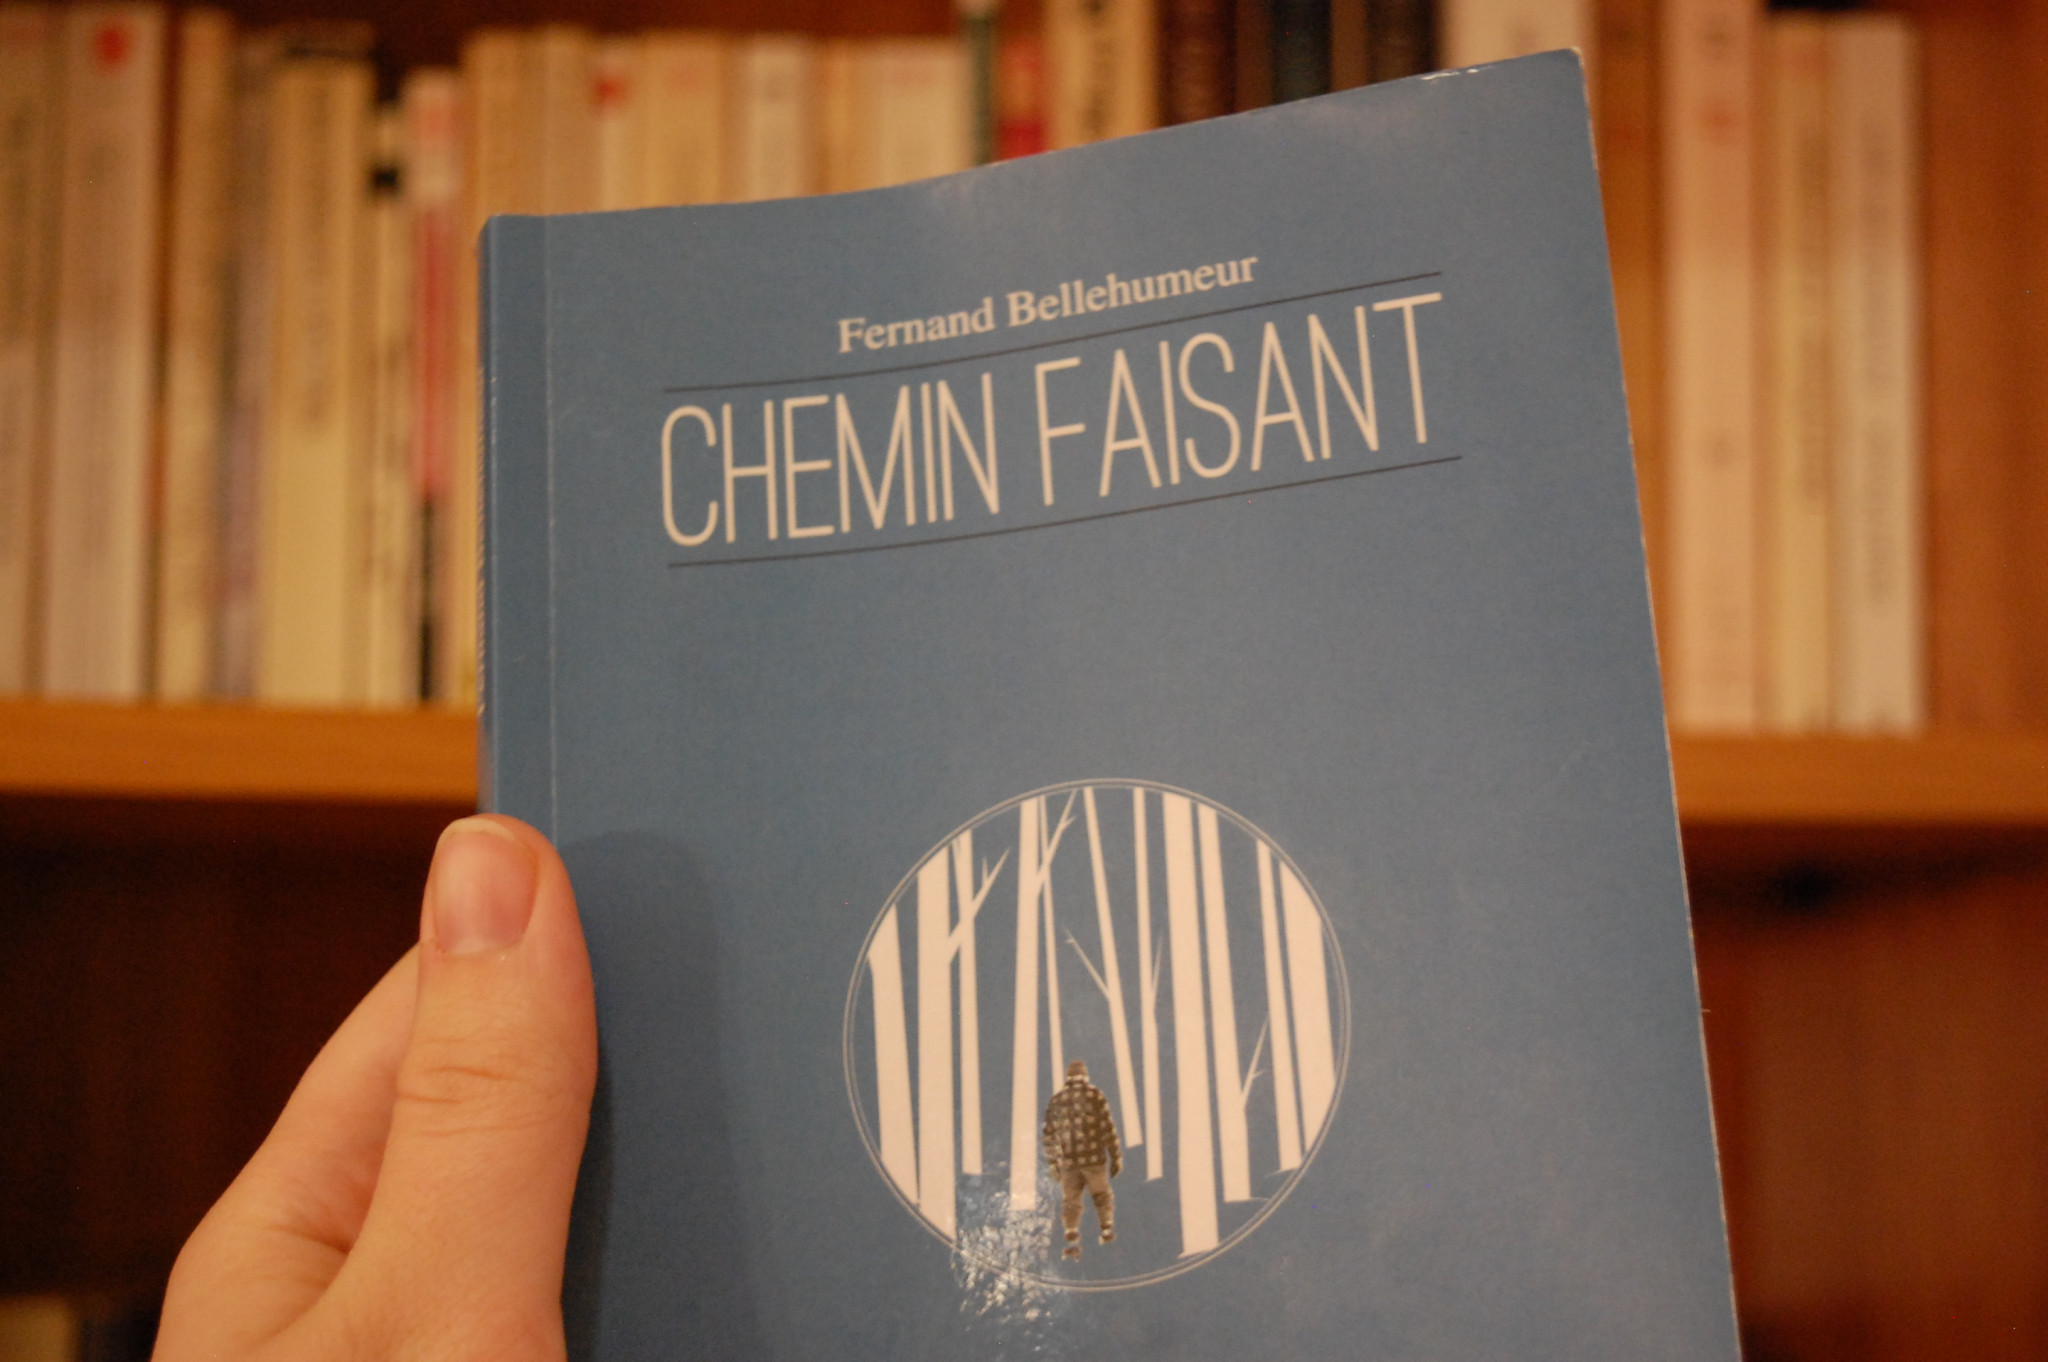 Fernand Bellehumeur
CHEMIN FAISANT